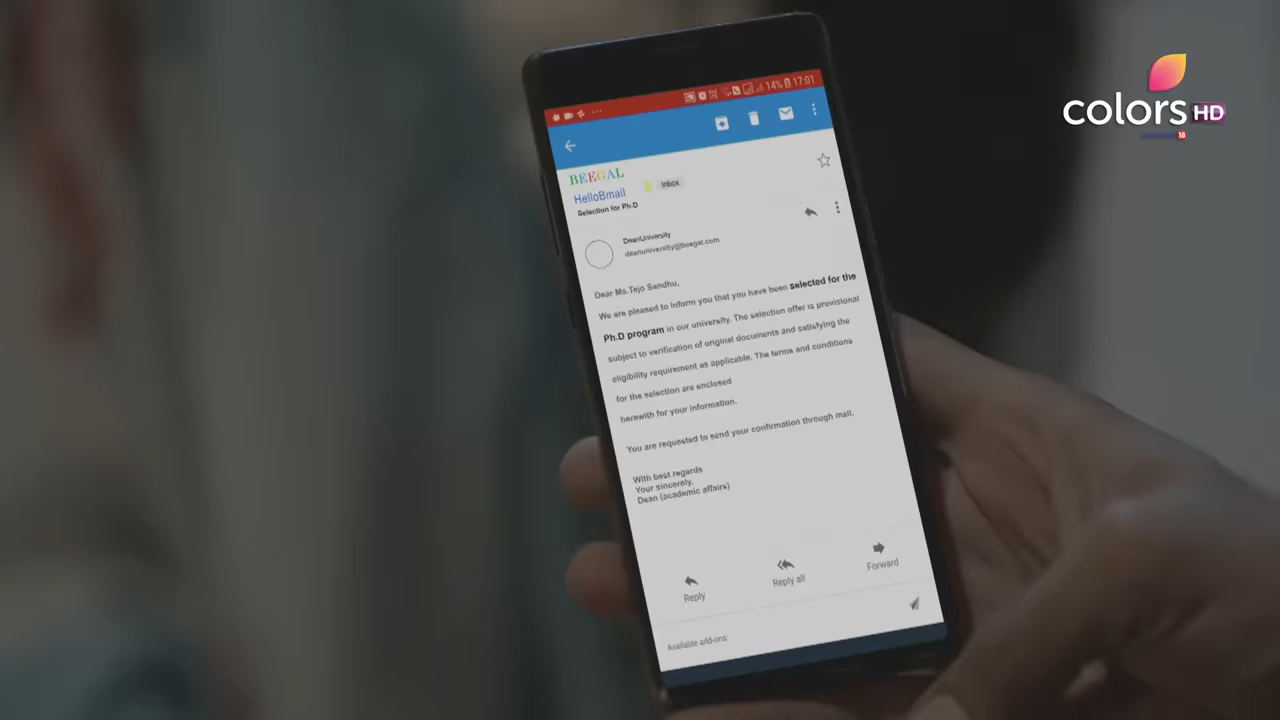 colors HD
18
14% 17:01
BEEGAL
HelloBmail Inbox
Selection for Ph.D
DeanUniversity
deanuniversity@beegal.com
Dear Ms.Tejo Sandhu,
We are pleased to inform you that you have been selected for the
Ph.D program in our university. The selection offer is provisional
subject to verification of original documents and satisfying the
eligibility requirement as applicable. The terms and conditions
for the selection are enclosed
herewith for your information.
You are requested to send your confirmation through mail.
With best regards
Your sincerely,
Dean (academic affairs)
Reply
Reply all
Forward
Available add-ons: